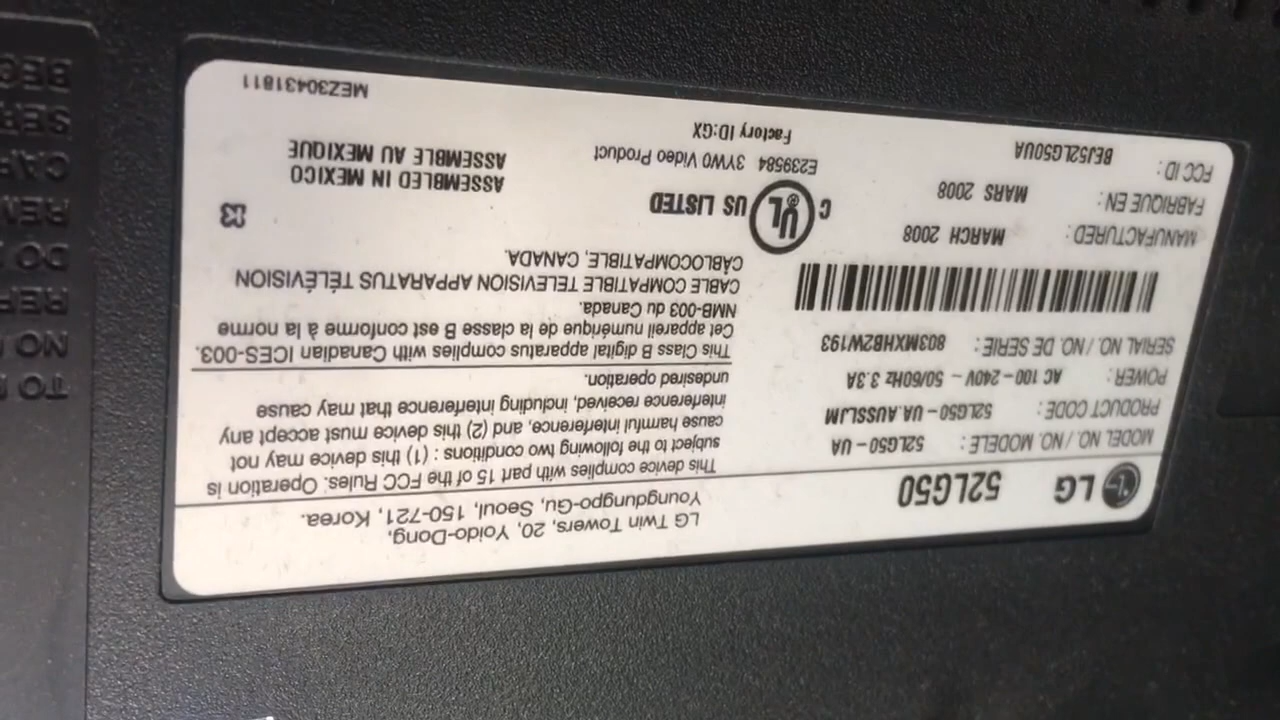 LG 52LG50
MODEL NO. / NO. MODELE : 52LG50-UA
PRODUCT CODE : 52LG50-UA.AUSSLJM
POWER : AC 100-240V~ 50/60Hz 3.3A
SERIAL NO. / NO. DE SERIE : 803MXHB2W193
MANUFACTURED : MARCH 2008
FABRIQUE EN : MARS 2008
FCC ID : BEJ52LG50UA
LG Twin Towers, 20, Yoido-Dong,
Youngdungpo-Gu, Seoul, 150-721, Korea.
This device complies with part 15 of the FCC Rules: Operation is
subject to the following two conditions : (1) this device may not
cause harmful interference, and (2) this device must accept any
interference received, including interference that may cause
undesired operation.
This Class B digital apparatus complies with Canadian ICES-003.
Cet appareil numérique de la classe B est conforme à la norme
NMB-003 du Canada.
CABLE COMPATIBLE TELEVISION APPARATUS TÉLÉVISION
CÂBLOCOMPATIBLE, CANADA.
C UL ® US LISTED
E239584 3YW0 Video Product
Factory ID:GX
ASSEMBLED IN MEXICO
ASSEMBLE AU MEXIQUE
MEZ30431811
TO
NO
DO